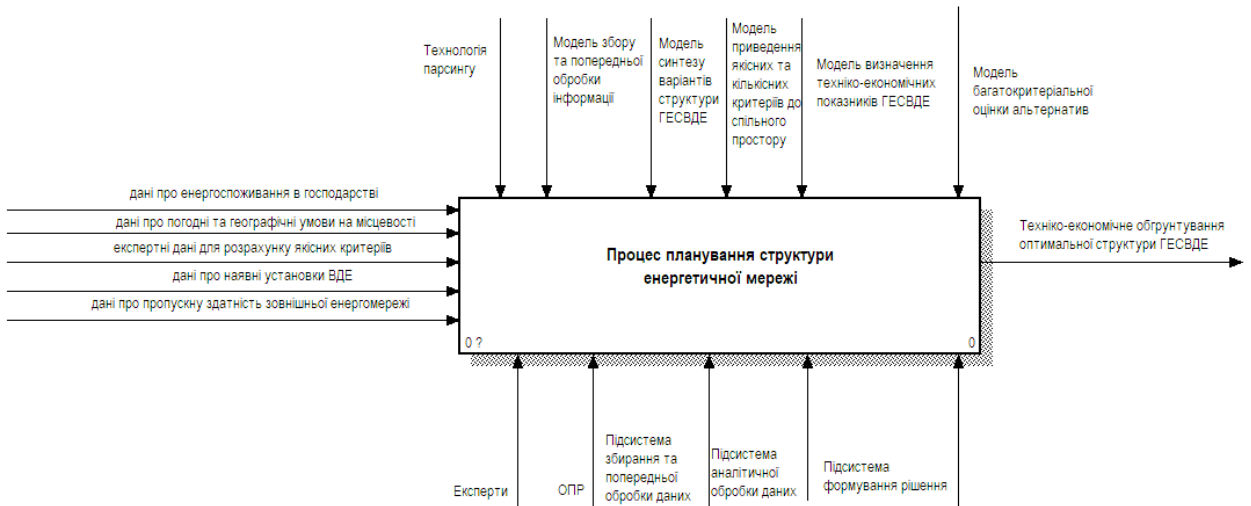 Технологія
парсингу
Модель збору
та попередньої
обробки
інформації
Модель
синтезу
варіантів
структури
ГЕСВДЕ
Модель
приведення
якісних та
кількісних
критеріїв до
спільного
простору
Модель визначення
техніко-економічних
показників ГЕСВДЕ
Модель
багатокритеріальної
оцінки альтернатив
дані про енергоспоживання в господарстві
дані про погодні та географічні умови на місцевості
експертні дані для розрахунку якісних критеріїв
дані про наявні установки ВДЕ
дані про пропускну здатність зовнішньої енергомережі
Процес планування структури
енергетичної мережі
0 ?
0
Техніко-економічне обгрунтування
оптимальної структури ГЕСВДЕ
Експерти
ОПР
Підсистема
збирання та
попередньої
обробки даних
Підсистема
аналітичної
обробки даних
Підсистема
формування рішення